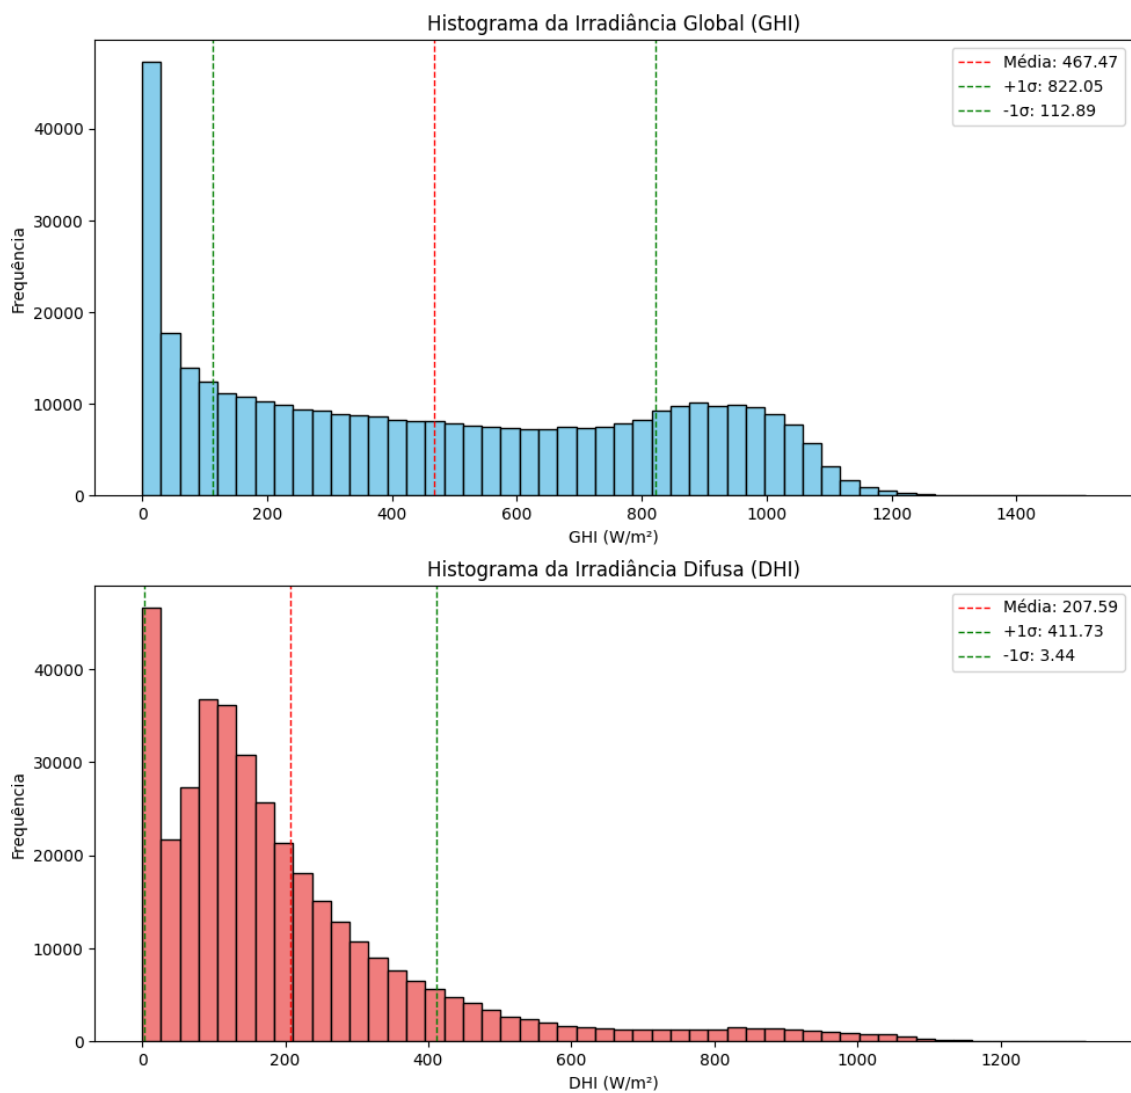 Histograma da Irradiância Global (GHI)
Média: 467.47
+1σ: 822.05
-1σ: 112.89
Frequência
40000
30000
20000
10000
0
0 200 400 600 800 1000 1200 1400
GHI (W/m²)
Histograma da Irradiância Difusa (DHI)
Média: 207.59
+1σ: 411.73
-1σ: 3.44
Frequência
40000
30000
20000
10000
0
0 200 400 600 800 1000 1200
DHI (W/m²)